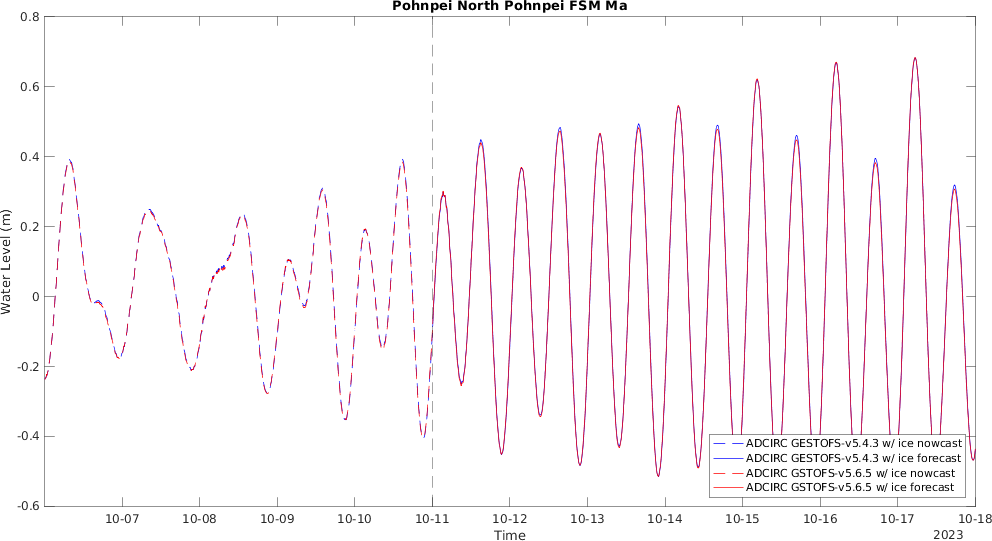 Pohnpei North Pohnpei FSM Ma
0.8
0.6
0.4
0.2
0
-0.2
-0.4
-0.6
Water Level (m)
ADCIRC GESTOFS-v5.4.3 w/ ice nowcast
ADCIRC GESTOFS-v5.4.3 w/ ice forecast
ADCIRC GSTOFS-v5.6.5 w/ ice nowcast
ADCIRC GSTOFS-v5.6.5 w/ ice forecast
10-07 10-08 10-09 10-10 10-11 10-12 10-13 10-14 10-15 10-16 10-17 10-18
Time
2023